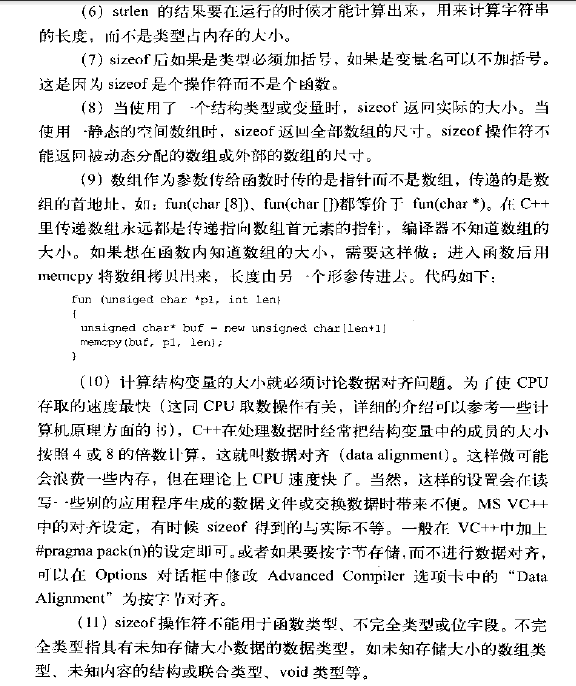 (6) strlen 的结果要在运行的时候才能计算出来，用来计算字符串
的长度，而不是类型占内存的大小。
(7) sizeof 后如果是类型必须加括号，如果是变量名可以不加括号。
这是因为 sizeof 是个操作符而不是个函数。
(8) 当使用了一个结构类型或变量时，sizeof 返回实际的大小。当
使用一静态的空间数组时，sizeof 返回全部数组的尺寸。sizeof 操作符不
能返回被动态分配的数组或外部的数组的尺寸。
(9) 数组作为参数传给函数时传的是指针而不是数组，传递的是数
组的首地址，如：fun(char [8])、fun(char [])都等价于 fun(char *)。在 C++
里传递数组永远都是传递指向数组首元素的指针，编译器不知道数组的
大小。如果想在函数内知道数组的大小，需要这样做：进入函数后用
memcpy 将数组拷贝出来，长度由另一个形参传进去。代码如下：
fun (unsiged char *p1, int len)
{
unsigned char* buf = new unsigned char[len+1]
memcpy(buf, p1, len);
}
(10) 计算结构变量的大小就必须讨论数据对齐问题。为了使 CPU
存取的速度最快（这同 CPU 取数操作有关，详细的介绍可以参考一些计
算机原理方面的书），C++在处理数据时经常把结构变量中的成员的大小
按照 4 或 8 的倍数计算，这就叫数据对齐（data alignment）。这样做可能
会浪费一些内存，但在理论上 CPU 速度快了。当然，这样的设置会在读
写一些别的应用程序生成的数据文件或交换数据时带来不便。MS VC++
中的对齐设定，有时候 sizeof 得到的与实际不等。一般在 VC++中加上
#pragma pack(n)的设定即可。或者如果要按字节存储，而不进行数据对齐，
可以在 Options 对话框中修改 Advanced Compiler 选项卡中的“Data
Alignment”为按字节对齐。
(11) sizeof 操作符不能用于函数类型、不完全类型或位字段。不完
全类型指具有未知存储大小数据的数据类型，如未知存储大小的数组类
型、未知内容的结构或联合类型、void 类型等。